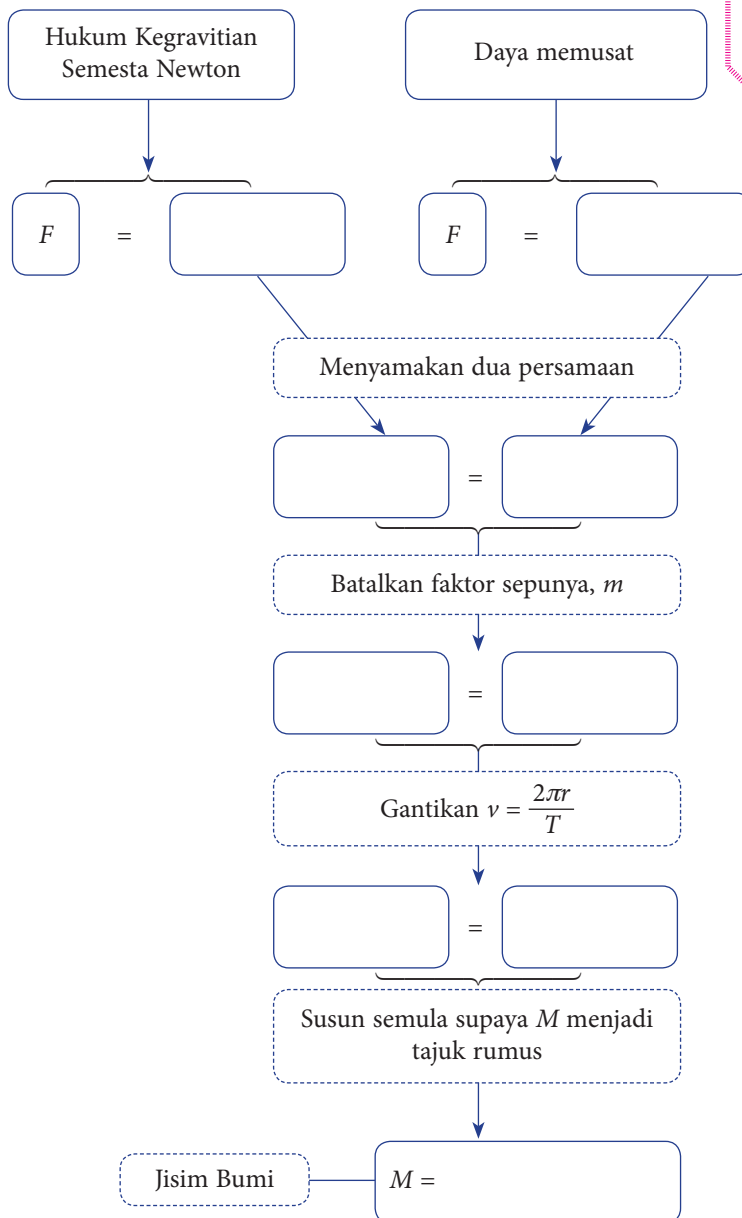 Hukum Kegravitian
Semesta Newton
Daya memusat
F =
F =
Menyamakan dua persamaan
=
Batalkan faktor sepunya, m
=
Gantikan v = 2πr/T
=
Susun semula supaya M menjadi
tajuk rumus
Jisim Bumi
M =